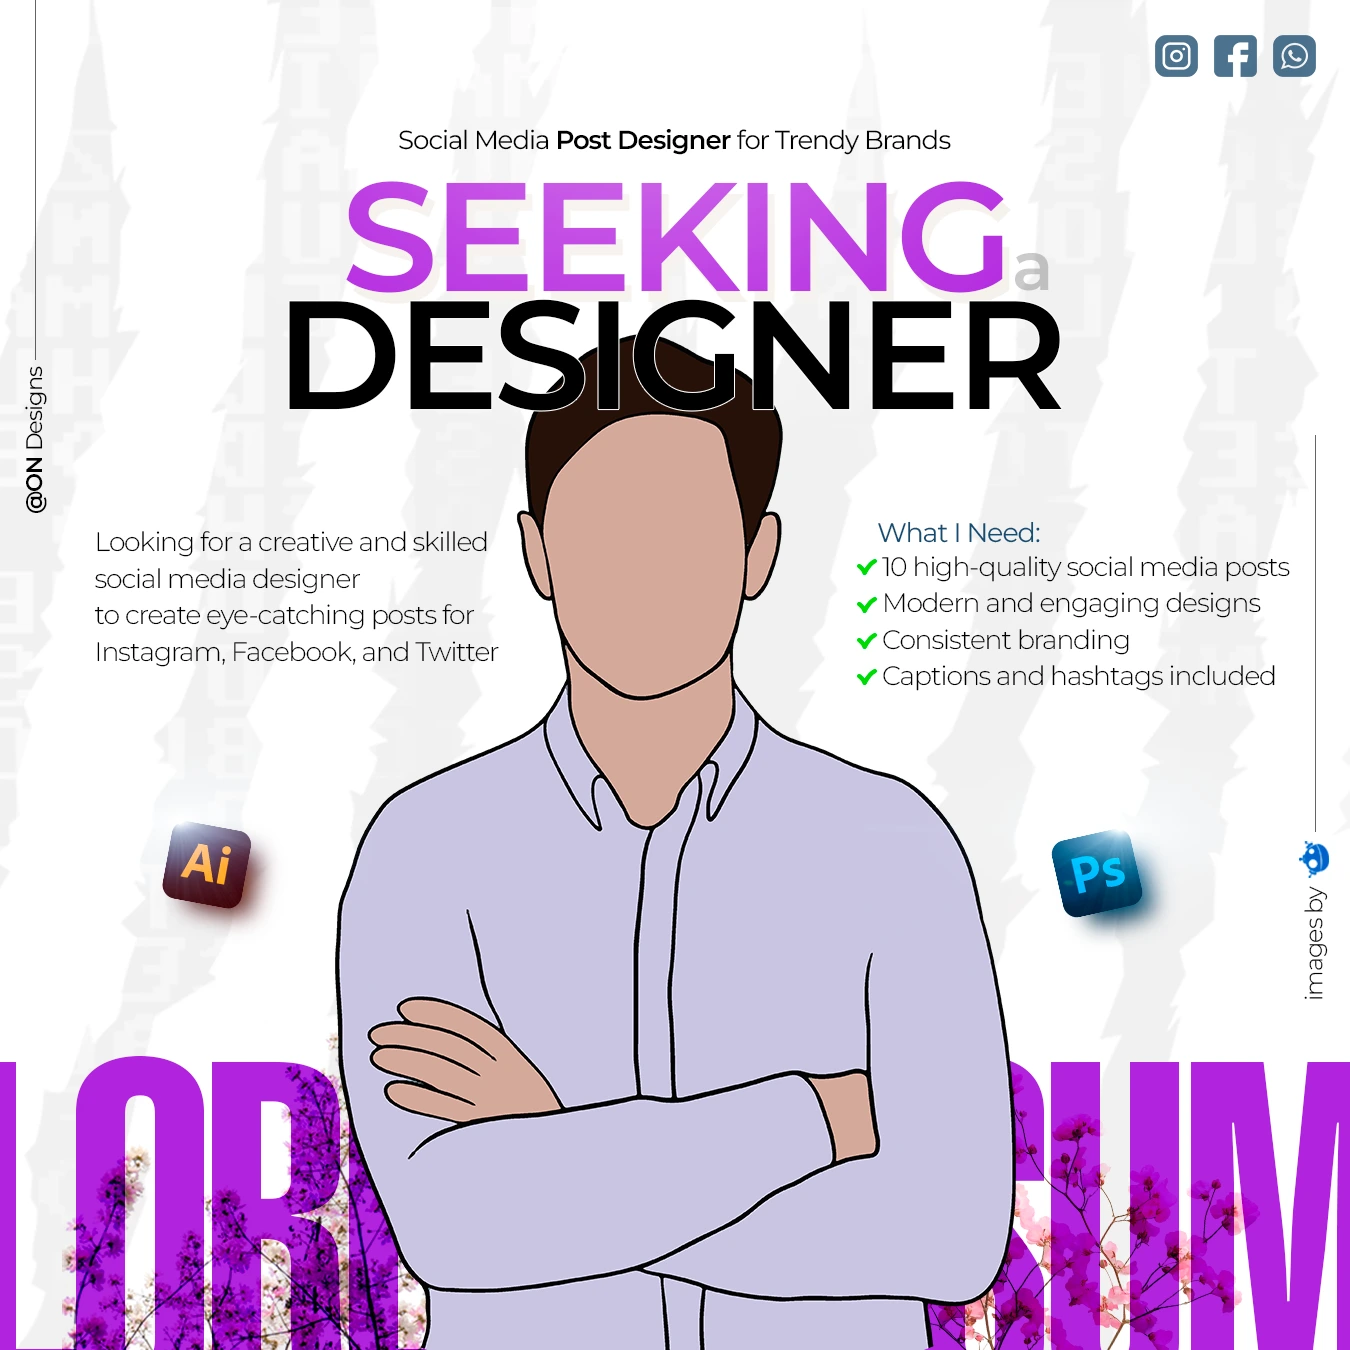 Social Media Post Designer for Trendy Brands
SEEKING a
DESIGNER
@ON Designs
Looking for a creative and skilled
social media designer
to create eye-catching posts for
Instagram, Facebook, and Twitter
What I Need:
10 high-quality social media posts
Modern and engaging designs
Consistent branding
Captions and hashtags included
Ai
Ps
images by